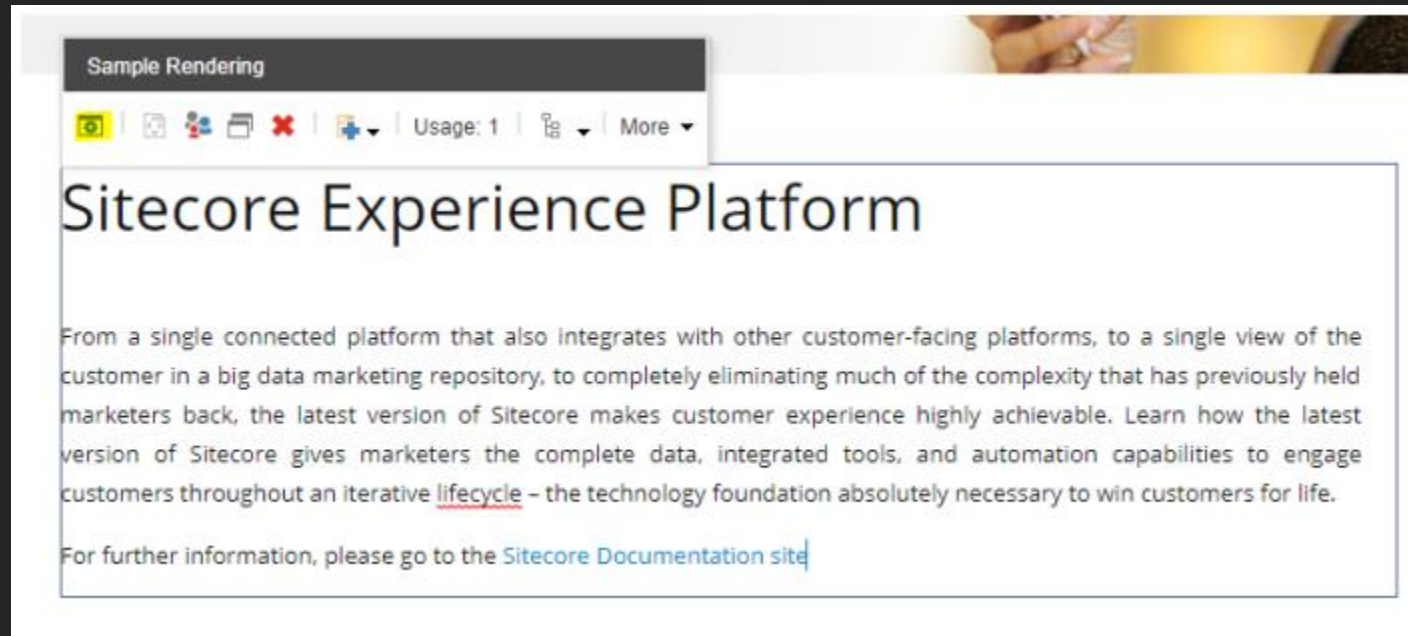 Sample Rendering
Usage: 1 More
Sitecore Experience Platform
From a single connected platform that also integrates with other customer-facing platforms, to a single view of the
customer in a big data marketing repository, to completely eliminating much of the complexity that has previously held
marketers back, the latest version of Sitecore makes customer experience highly achievable. Learn how the latest
version of Sitecore gives marketers the complete data, integrated tools, and automation capabilities to engage
customers throughout an iterative lifecycle – the technology foundation absolutely necessary to win customers for life.
For further information, please go to the Sitecore Documentation site